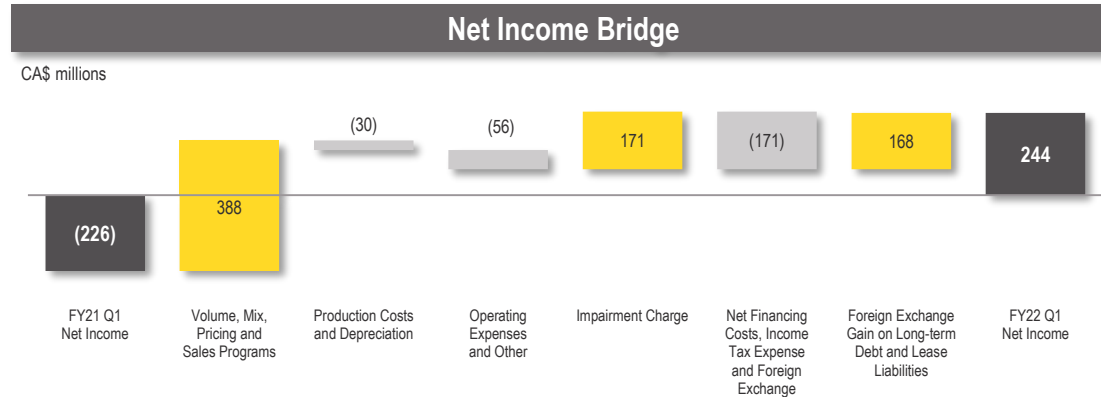 Net Income Bridge
CA$ millions
(226)
388
(30)
(56)
171
(171)
168
244
FY21 Q1
Net Income
Volume, Mix,
Pricing and
Sales Programs
Production Costs
and Depreciation
Operating
Expenses
and Other
Impairment Charge
Net Financing
Costs, Income
Tax Expense
and Foreign
Exchange
Foreign Exchange
Gain on Long-term
Debt and Lease
Liabilities
FY22 Q1
Net Income